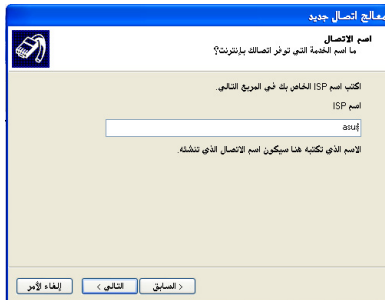 معالج اتصال جديد
اسم الاتصال
ما اسم الخدمة التي توفر اتصالك بإنترنت؟
اكتب اسم ISP الخاص بك في المربع التالي.
اسم ISP
asus
الاسم الذي تكتبه هنا سيكون اسم الاتصال الذي تنشئه.
< السابق
التالي >
إلغاء الأمر